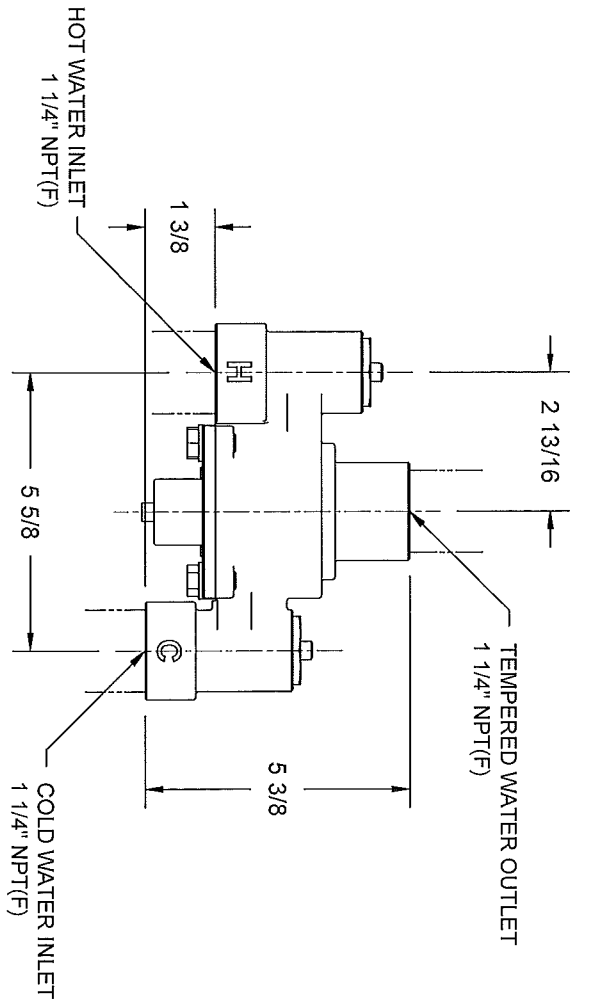 2 13/16
TEMPERED WATER OUTLET
1 1/4" NPT(F)
5 3/8
H
1 3/8
C
HOT WATER INLET
1 1/4" NPT(F)
5 5/8
COLD WATER INLET
1 1/4" NPT(F)